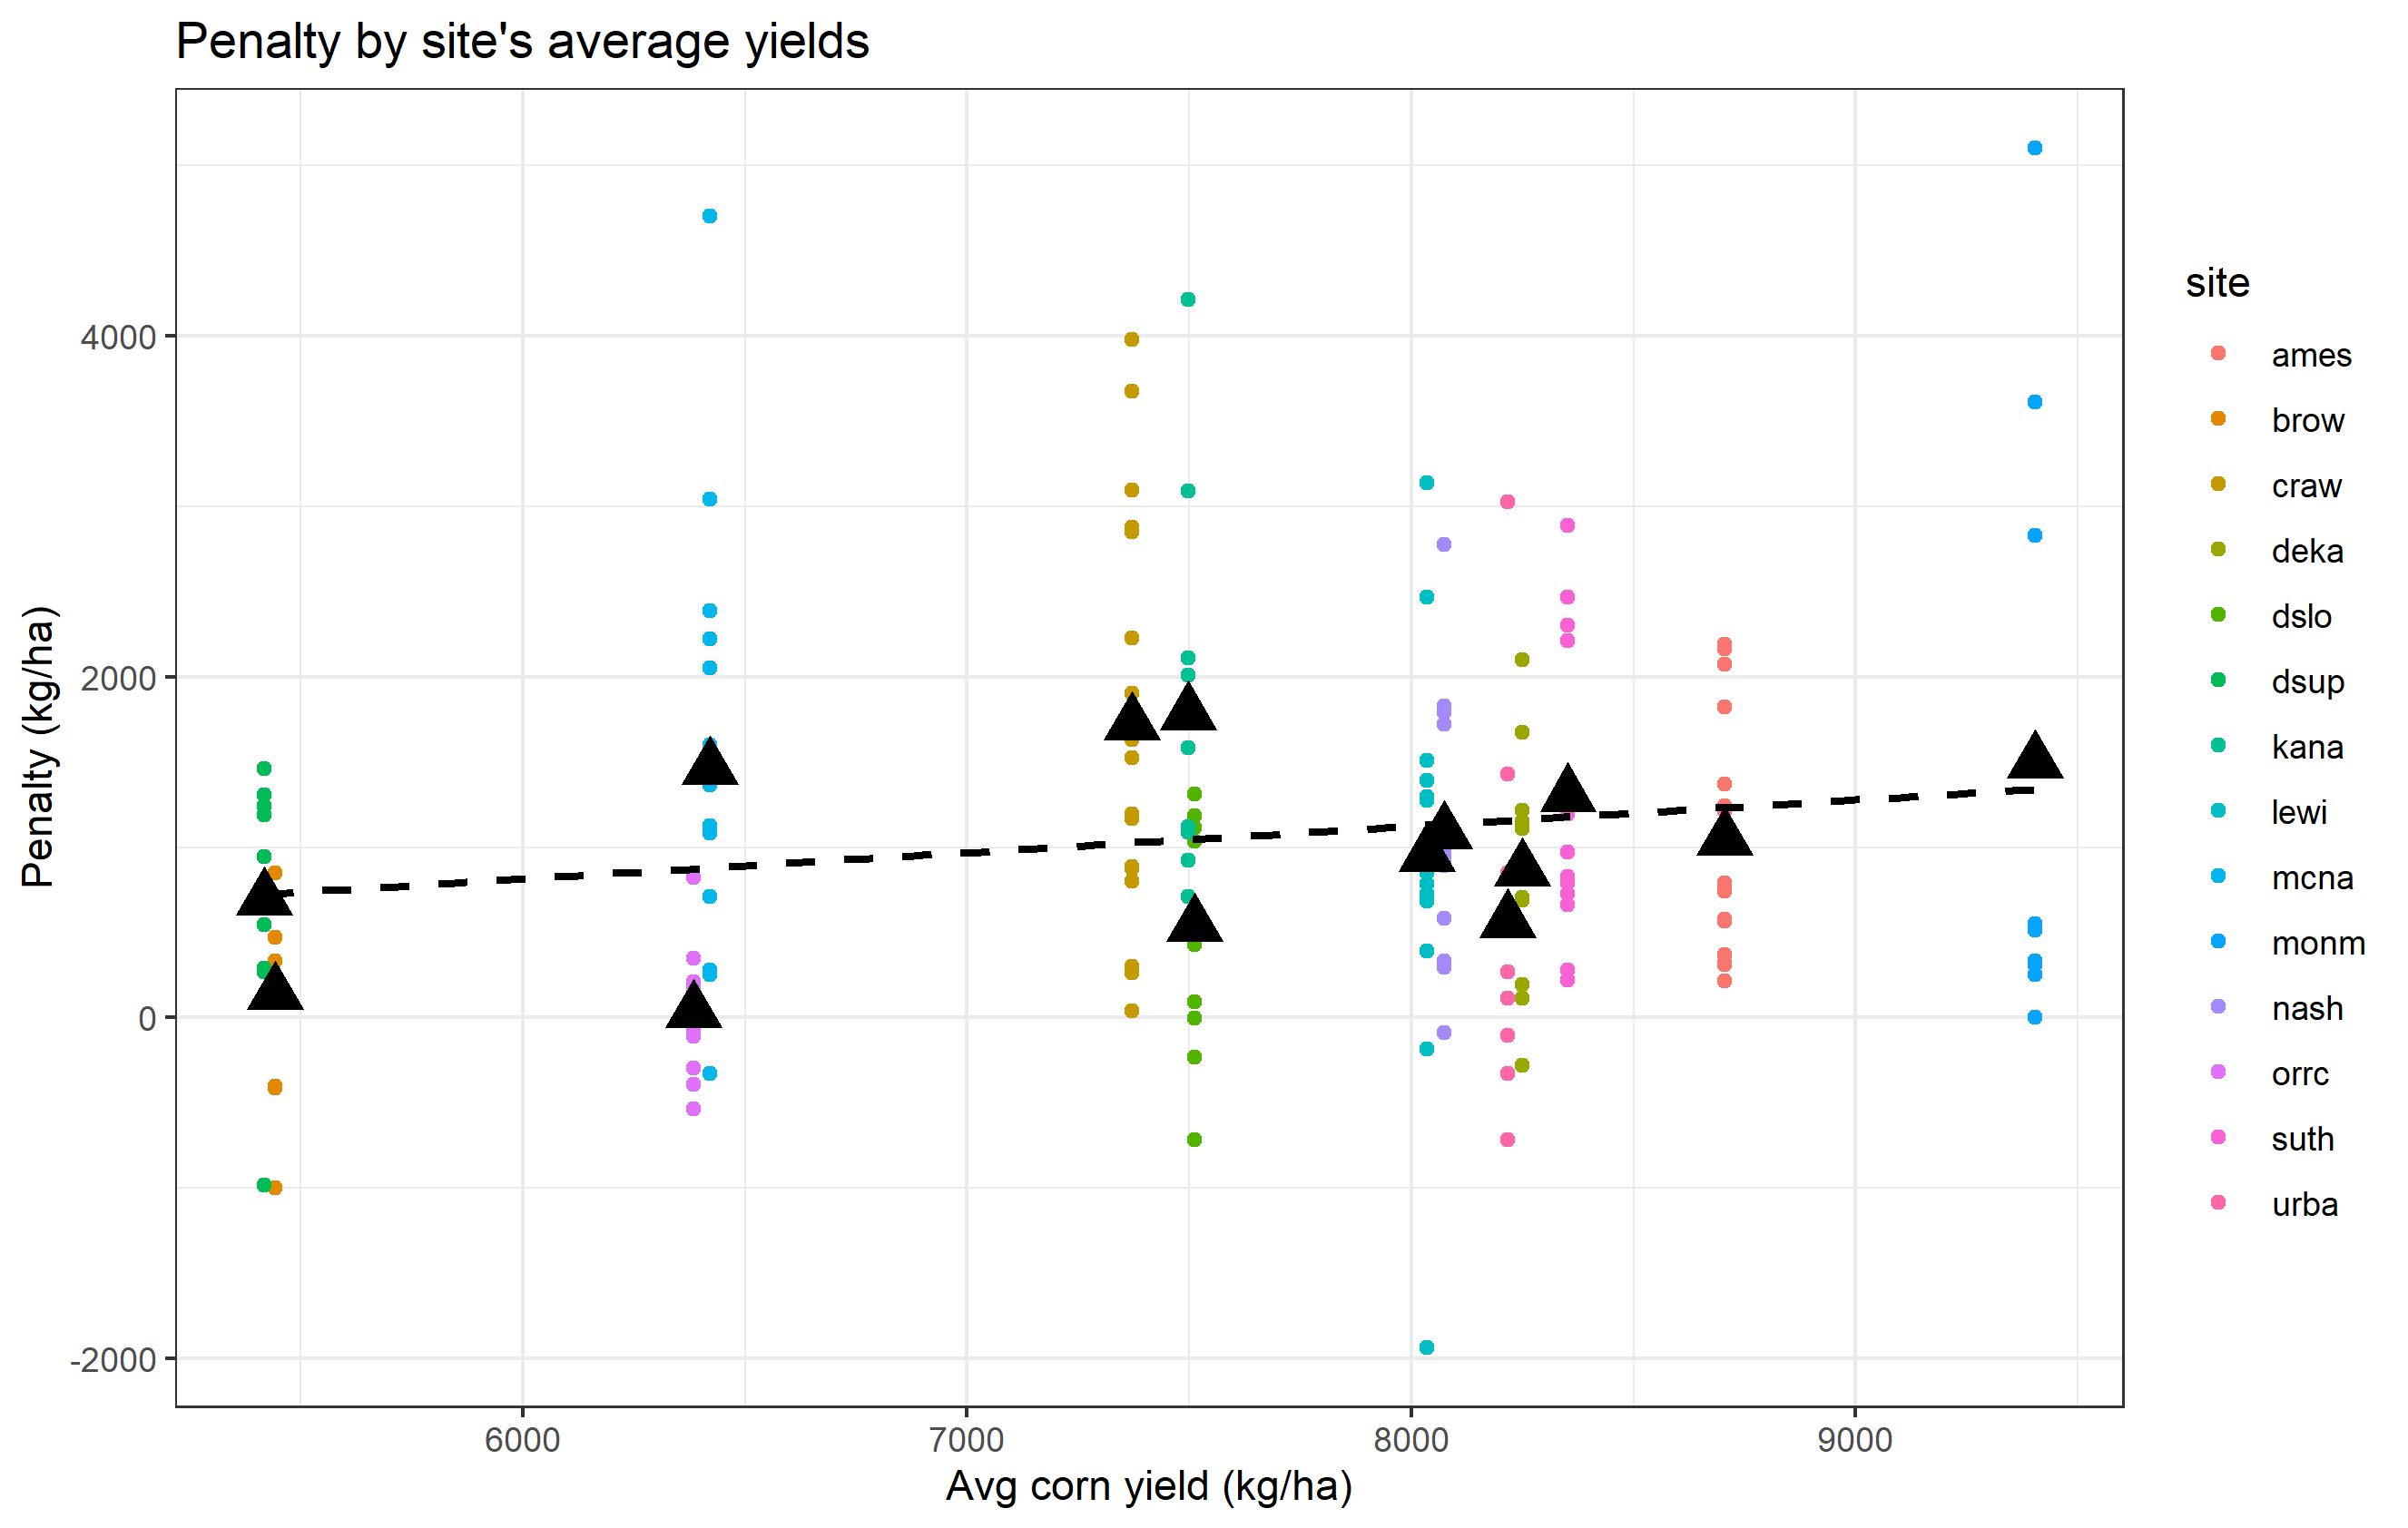 Penalty by site's average yields
Penalty (kg/ha)
4000
2000
0
-2000
6000
7000
8000
9000
Avg corn yield (kg/ha)
site
ames
brow
craw
deka
dslo
dsup
kana
lewi
mcna
monm
nash
orrc
suth
urba